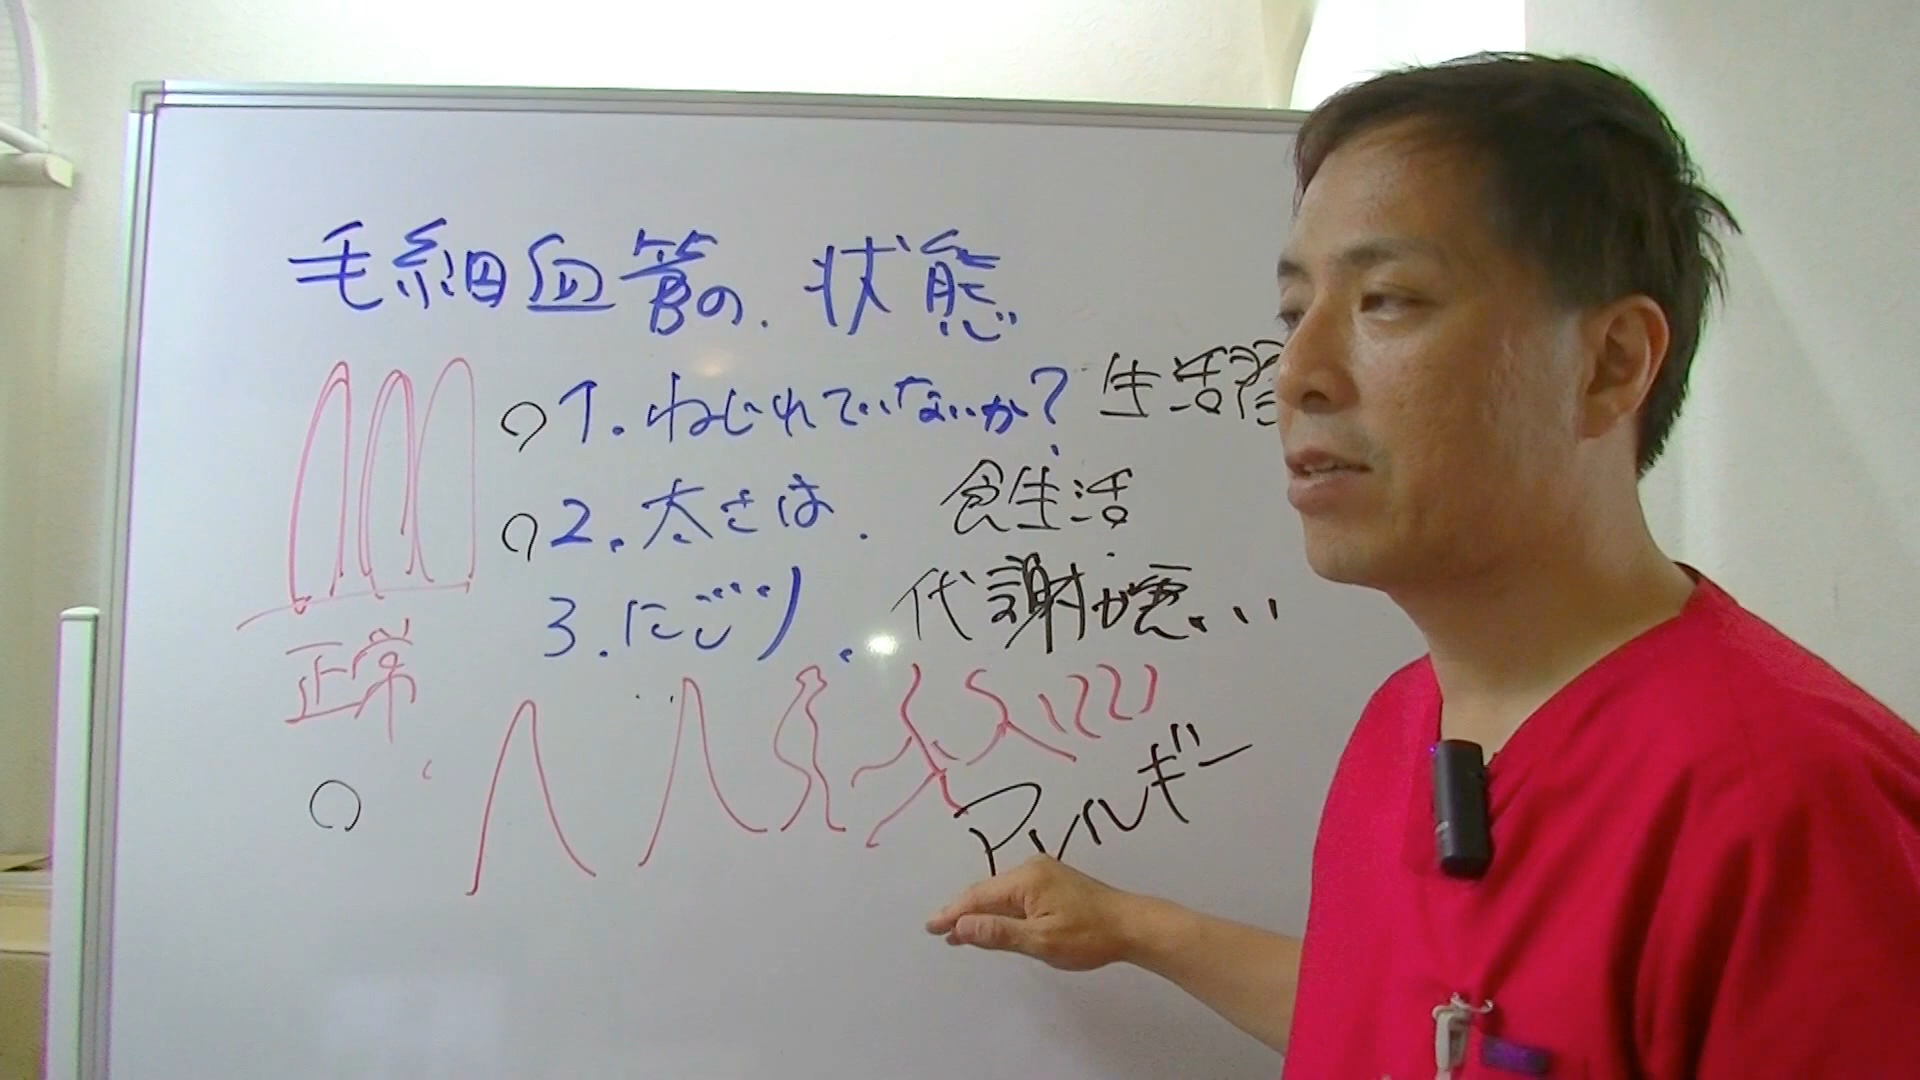 毛細血管の状態
1.ねじれていないか? 生活習
2.太さは 食生活
3.にごり 代謝が悪い
正常
アレルギー